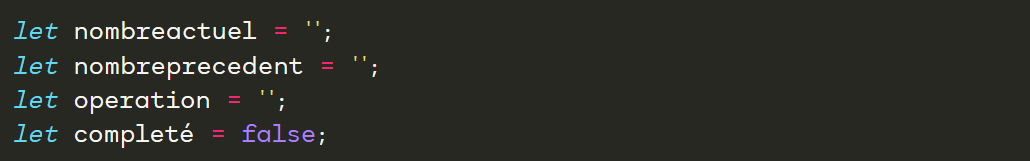 let nombreactuel = '';
let nombreprecedent = '';
let operation = '';
let completé = false;